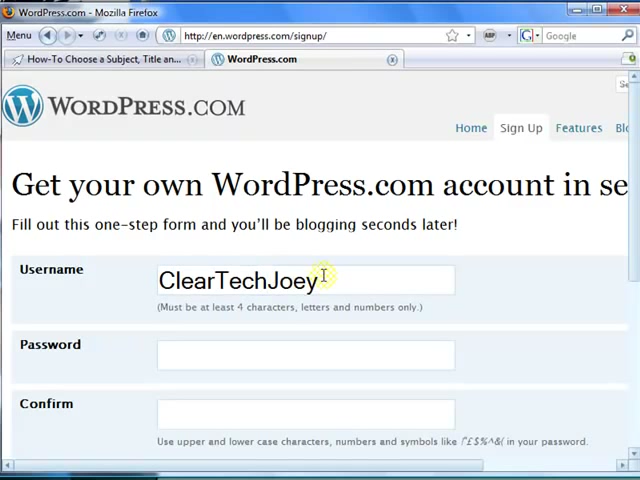 WordPress.com - Mozilla Firefox
Menu http://en.wordpress.com/signup/ ABP G Google
How-To Choose a Subject, Title an... WordPress.com
WORDPRESS.COM
Se
Home Sign Up Features Blo
Get your own WordPress.com account in se
Fill out this one-step form and you'll be blogging seconds later!
Username
ClearTechJoey
(Must be at least 4 characters, letters and numbers only.)
Password
Confirm
Use upper and lower case characters, numbers and symbols like !"£$%^&( in your password.